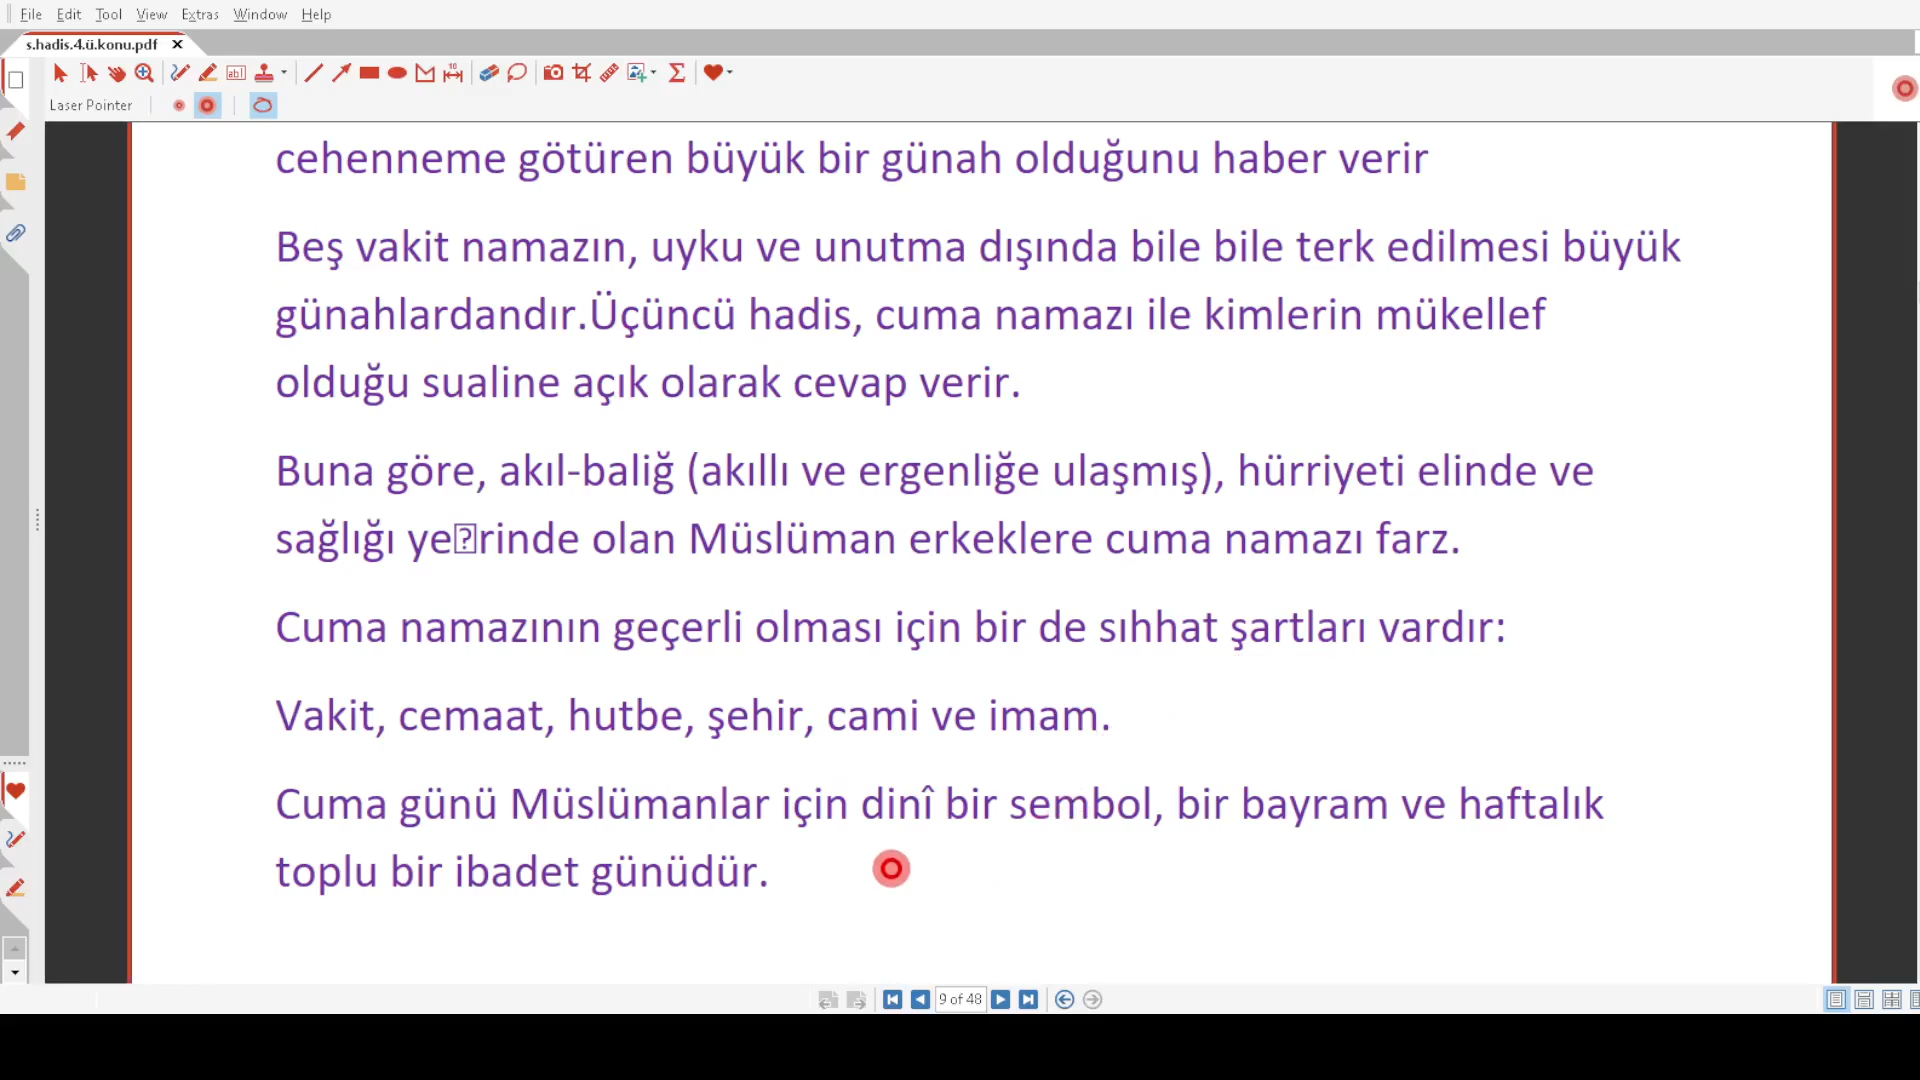 File Edit Tool View Extras Window Help
s.hadis.4.ü.konu.pdf
Laser Pointer
cehenneme götüren büyük bir günah olduğunu haber verir
Beş vakit namazın, uyku ve unutma dışında bile bile terk edilmesi büyük
günahlardandır.Üçüncü hadis, cuma namazı ile kimlerin mükellef
olduğu sualine açık olarak cevap verir.
Buna göre, akıl-baliğ (akıllı ve ergenliğe ulaşmış), hürriyeti elinde ve
sağlığı ye⍰rinde olan Müslüman erkeklere cuma namazı farz.
Cuma namazının geçerli olması için bir de sıhhat şartları vardır:
Vakit, cemaat, hutbe, şehir, cami ve imam.
Cuma günü Müslümanlar için dinî bir sembol, bir bayram ve haftalık
toplu bir ibadet günüdür.
9 of 48